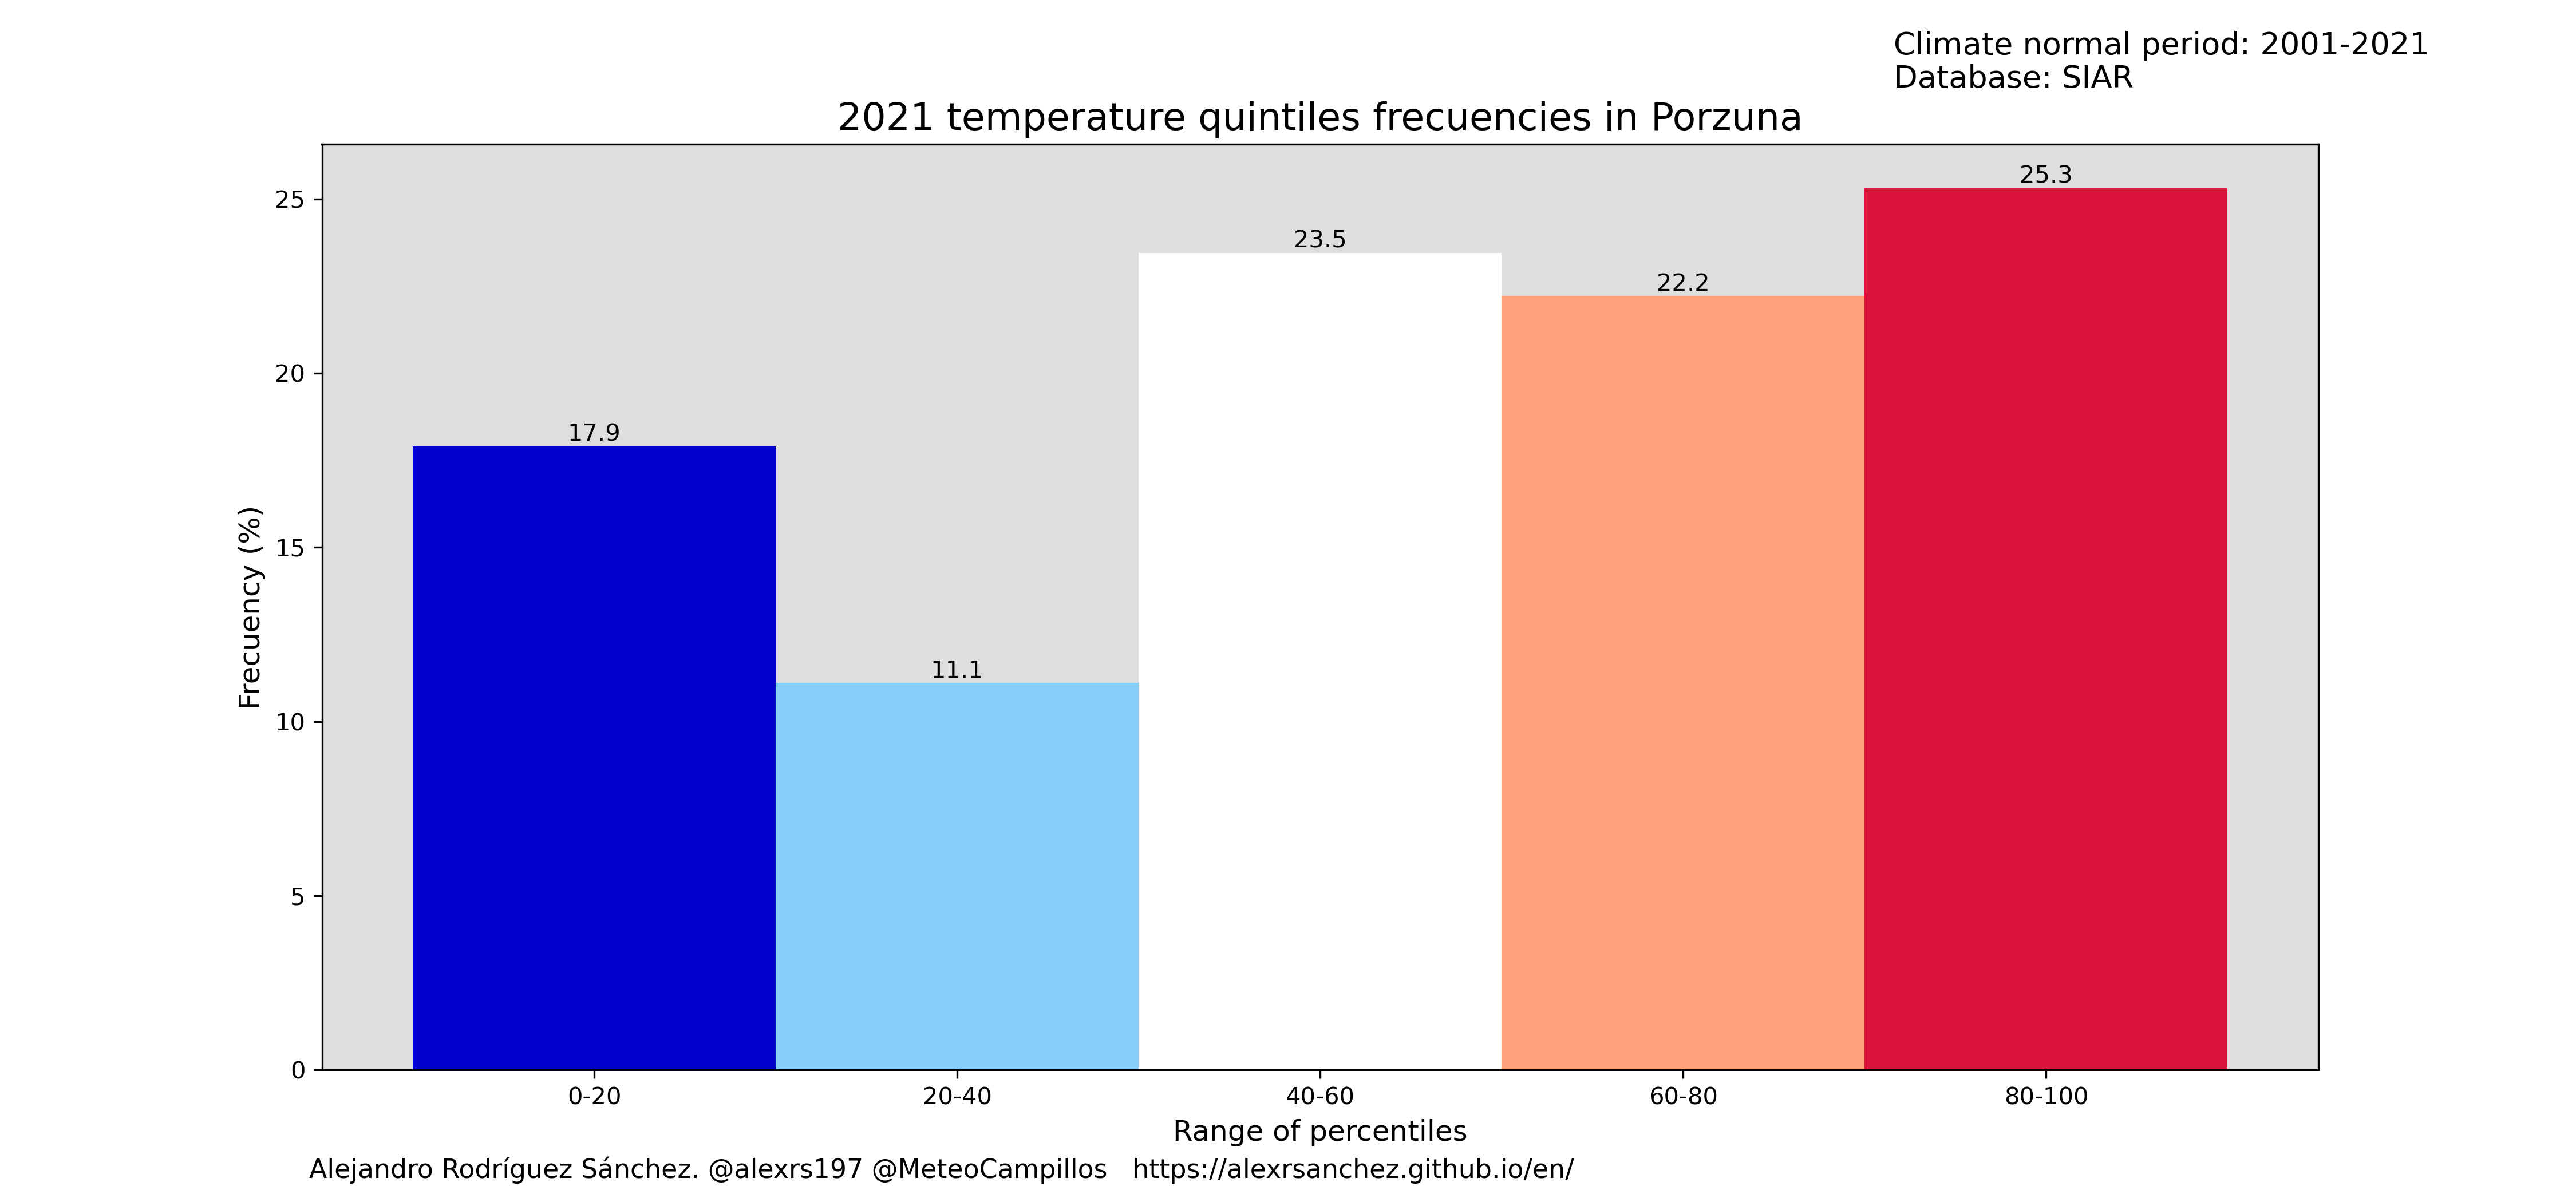 Climate normal period: 2001-2021
Database: SIAR
2021 temperature quintiles frecuencies in Porzuna
25.3
25
23.5
22.2
20
17.9
Frecuency (%)
15
11.1
10
5
0
0-20 20-40 40-60 60-80 80-100
Range of percentiles
Alejandro Rodríguez Sánchez. @alexrs197 @MeteoCampillos https://alexrsanchez.github.io/en/